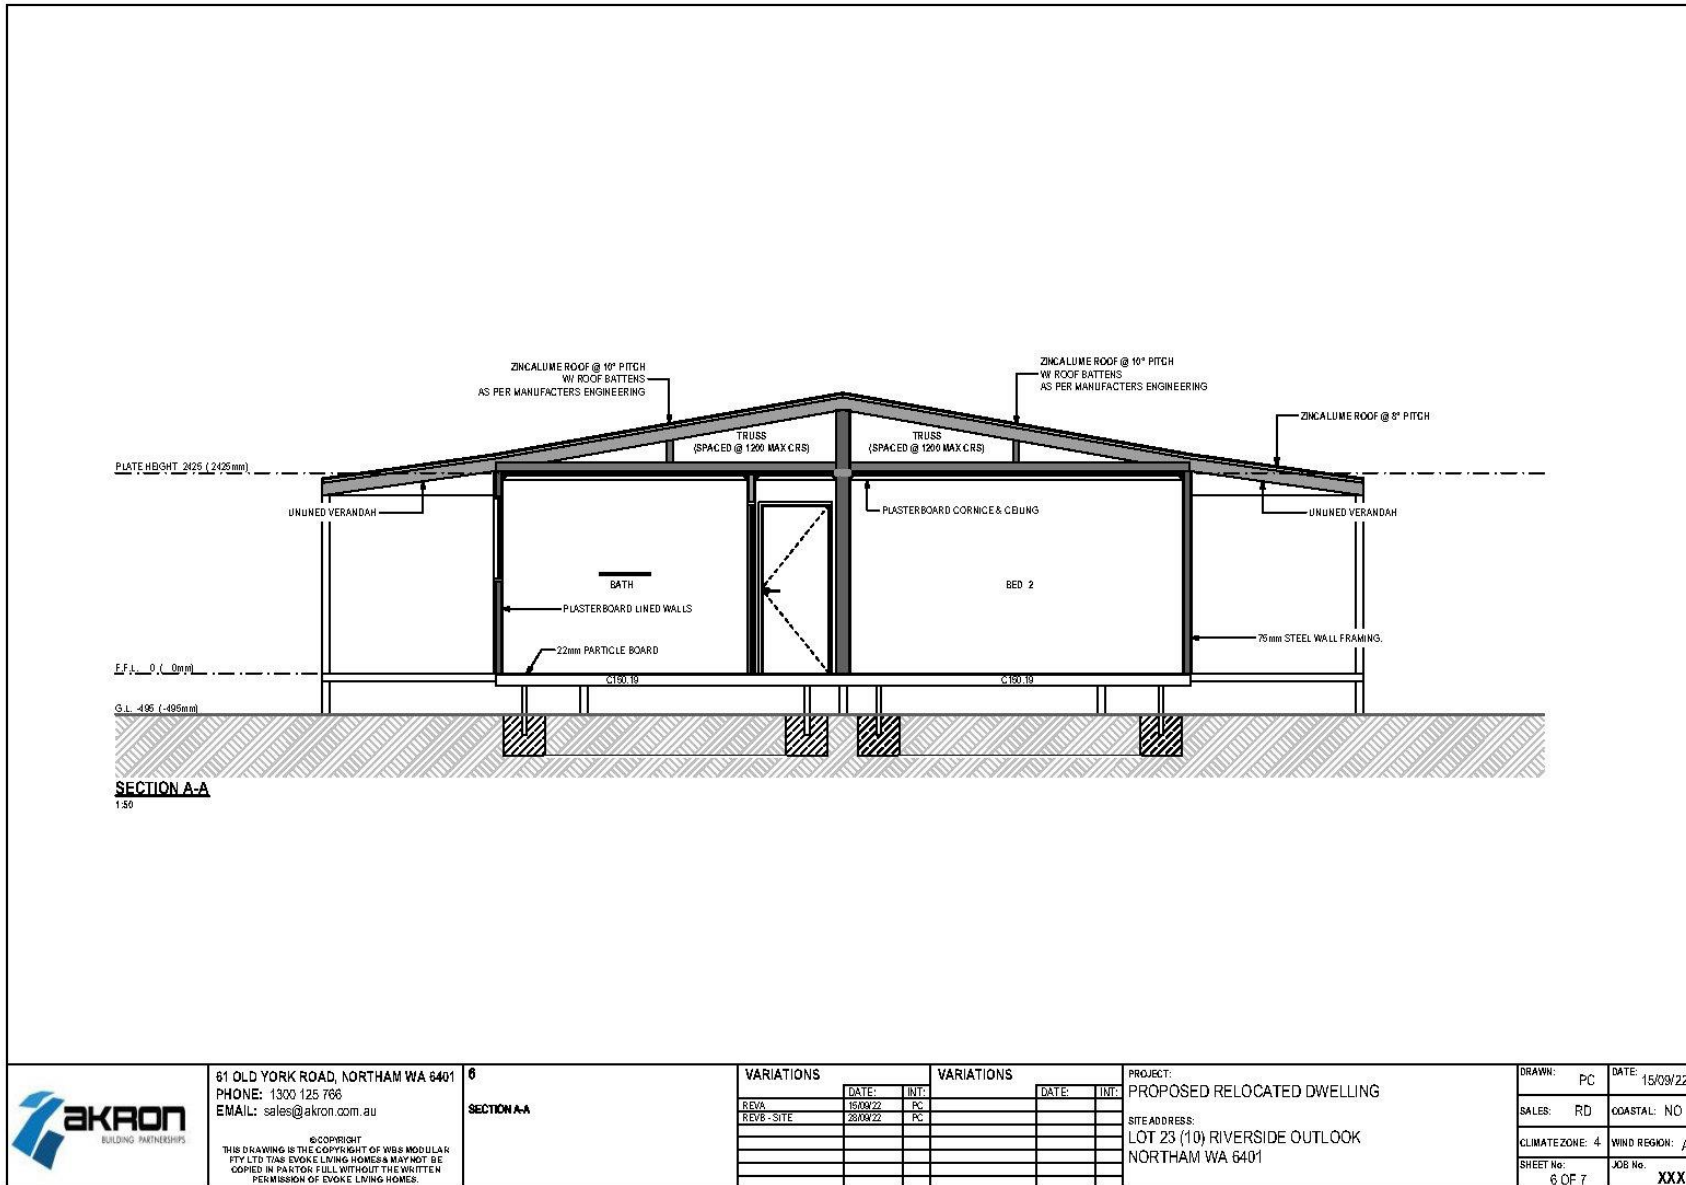 ZINCALUME ROOF @ 10° PITCH
W/ ROOF BATTENS
AS PER MANUFACTERS ENGINEERING
ZINCALUME ROOF @ 10° PITCH
W/ ROOF BATTENS
AS PER MANUFACTERS ENGINEERING
ZINCALUME ROOF @ 8° PITCH
TRUSS
(SPACED @ 1200 MAX CRS)
TRUSS
(SPACED @ 1200 MAX CRS)
PLATE HEIGHT 2425 ( 2425mm)
UNLINED VERANDAH
PLASTERBOARD CORNICE & CEILING
UNLINED VERANDAH
BATH
BED 2
PLASTERBOARD LINED WALLS
75mm STEEL WALL FRAMING.
22mm PARTICLE BOARD
F.F.L. 0 ( 0mm)
C150.19
C150.19
G.L. -495 (-495mm)
SECTION A-A
1:50
AKRON
BUILDING PARTNERSHIPS
61 OLD YORK ROAD, NORTHAM WA 6401
PHONE: 1300 125 766
EMAIL: sales@akron.com.au
©COPYRIGHT
THIS DRAWING IS THE COPYRIGHT OF WBS MODULAR
PTY LTD T/AS EVOKE LIVING HOMES & MAY NOT BE
COPIED IN PART OR FULL WITHOUT THE WRITTEN
PERMISSION OF EVOKE LIVING HOMES.
6
SECTION A-A
VARIATIONS
DATE: INT:
REVA 15/09/22 PC
REVB - SITE 28/09/22 PC
VARIATIONS
DATE: INT:
PROJECT:
PROPOSED RELOCATED DWELLING
SITE ADDRESS:
LOT 23 (10) RIVERSIDE OUTLOOK
NORTHAM WA 6401
DRAWN: PC
DATE: 15/09/22
SALES: RD
COASTAL: NO
CLIMATE ZONE: 4
WIND REGION: A
SHEET No:
6 OF 7
JOB No.
XXX